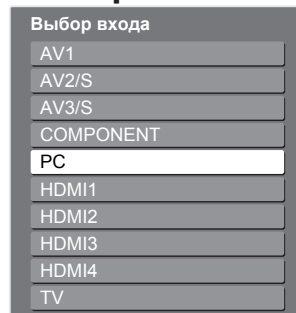 Выбор входа
AV1
AV2/S
AV3/S
COMPONENT
PC
HDMI1
HDMI2
HDMI3
HDMI4
TV